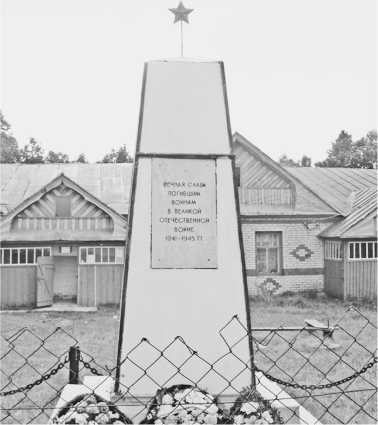 ВЕЧНАЯ СЛАВА
ПОГИБШИМ
ВОИНАМ
В ВЕЛИКОЙ
ОТЕЧЕСТВЕННОЙ
ВОЙНЕ
1941-1945 ГГ.